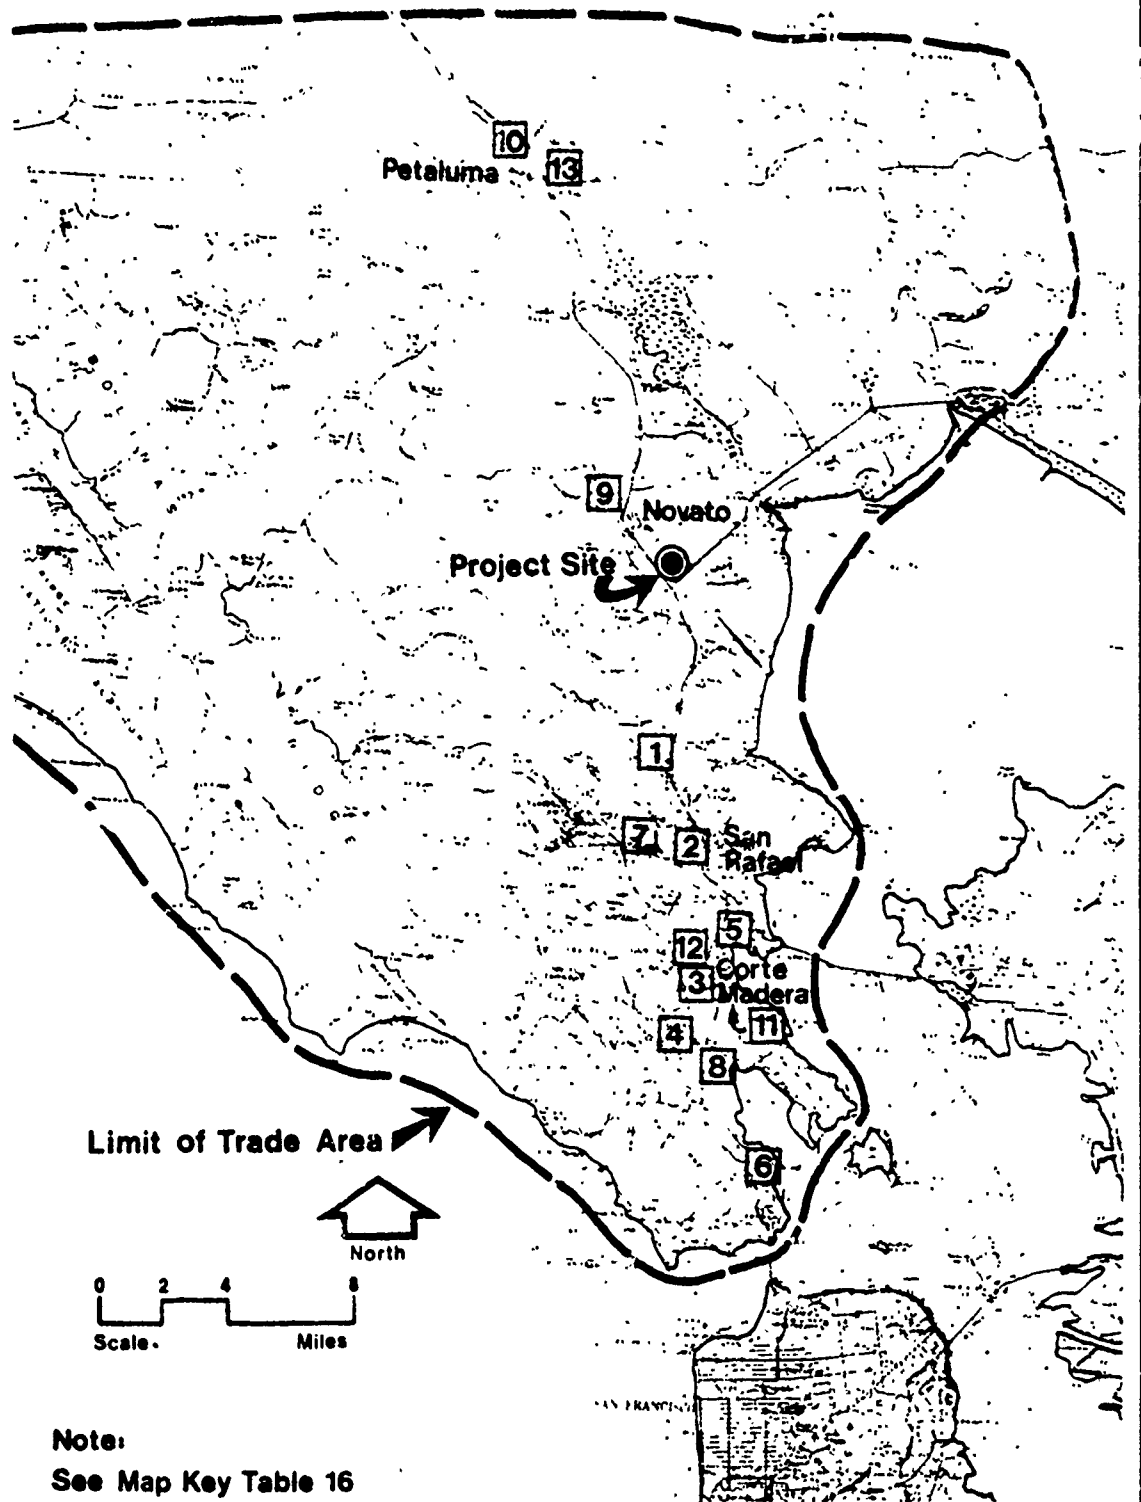 10
Petaluma
13
9
Novato
Project Site
1
7
2
San
Rafael
5
12
Corte
3
Madera
11
4
8
Limit of Trade Area
6
North
0 2 4 8
Scale.
Miles
SAN FRANCISCO
Note:
See Map Key Table 16